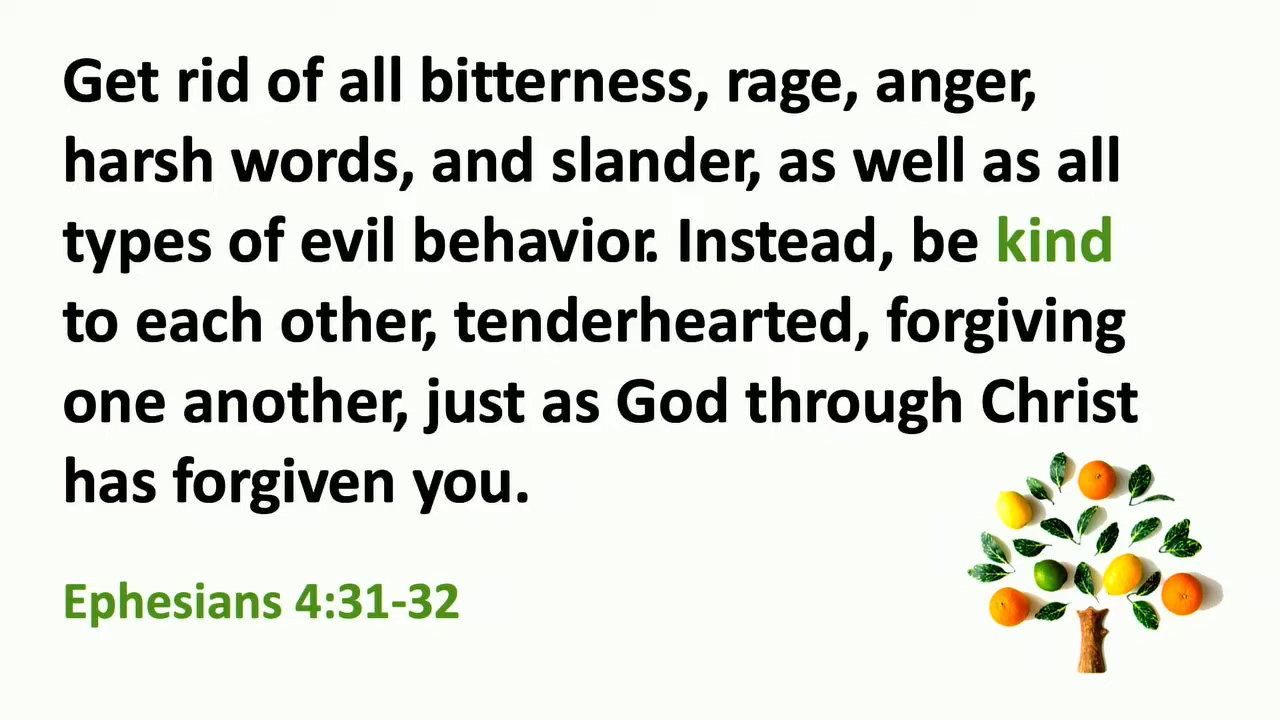 Get rid of all bitterness, rage, anger,
harsh words, and slander, as well as all
types of evil behavior. Instead, be kind
to each other, tenderhearted, forgiving
one another, just as God through Christ
has forgiven you.
Ephesians 4:31-32